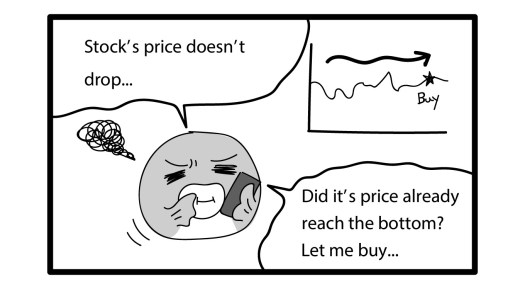 Stock's price doesn't
drop...
Buy
Did it's price already
reach the bottom?
Let me buy...